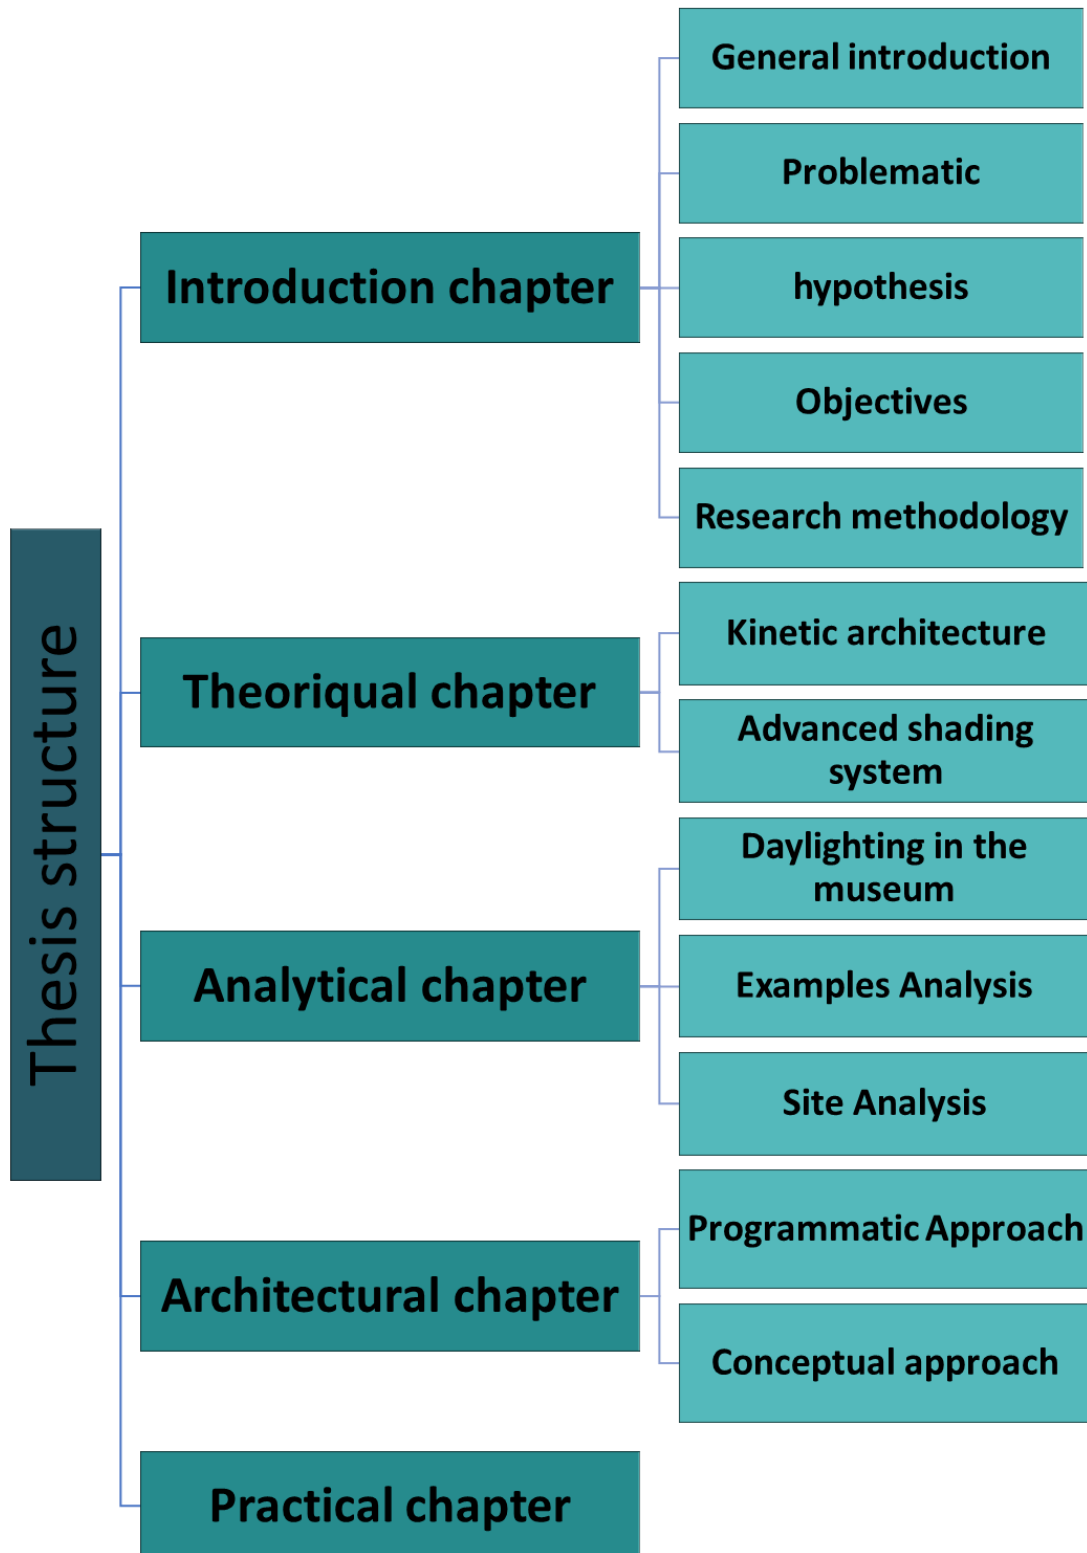 Thesis structure
Introduction chapter
General introduction
Problematic
hypothesis
Objectives
Research methodology
Theoriqual chapter
Kinetic architecture
Advanced shading
system
Analytical chapter
Daylighting in the
museum
Examples Analysis
Site Analysis
Architectural chapter
Programmatic Approach
Conceptual approach
Practical chapter